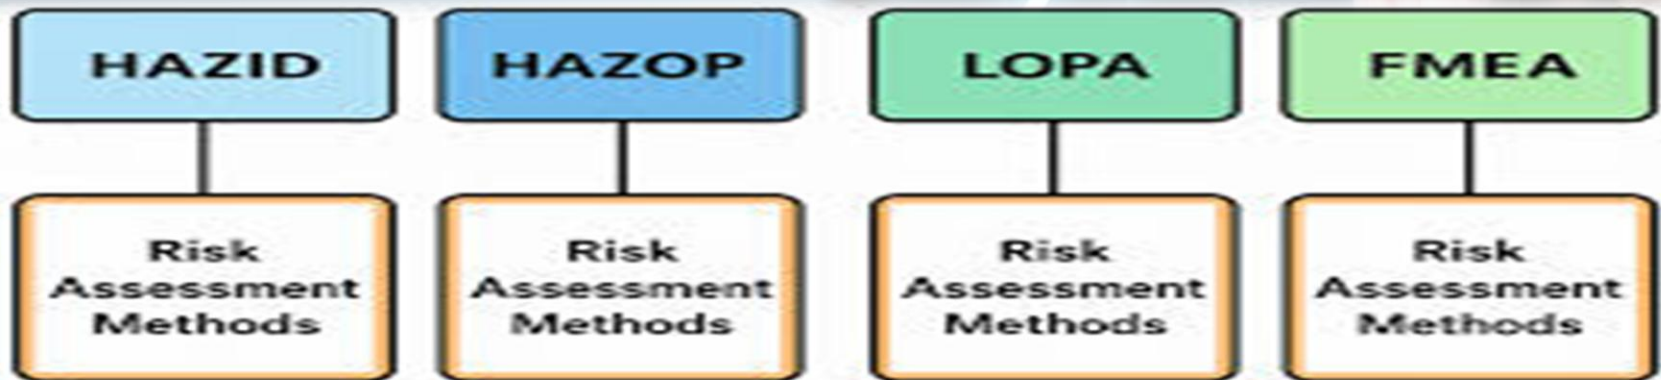 HAZID
HAZOP
LOPA
FMEA
Risk
Assessment
Methods
Risk
Assessment
Methods
Risk
Assessment
Methods
Risk
Assessment
Methods